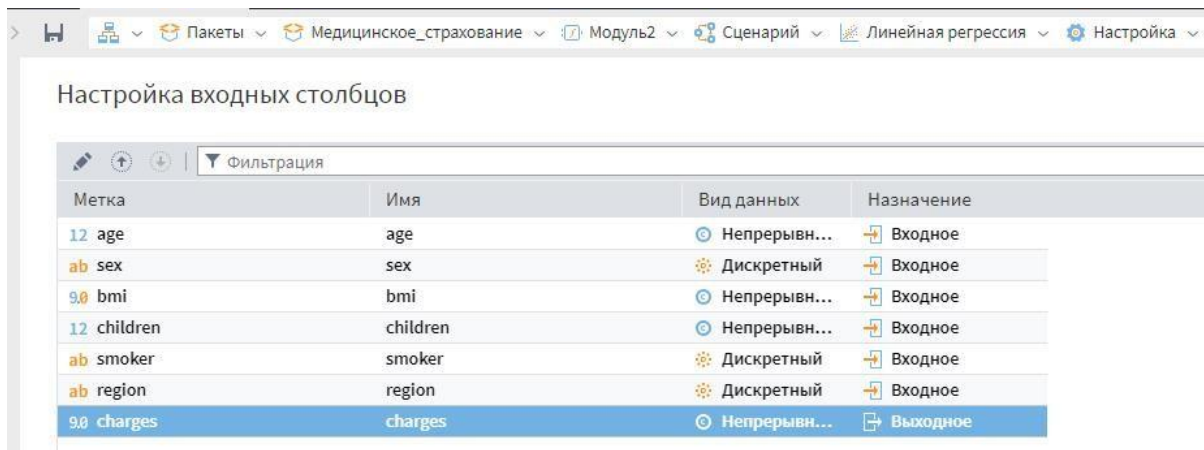 Пакеты Медицинское_страхование Модуль2 Сценарий Линейная регрессия Настройка
Настройка входных столбцов
Фильтрация
Метка Имя Вид данных Назначение
12 age age Непрерывн... Входное
ab sex sex Дискретный Входное
9.0 bmi bmi Непрерывн... Входное
12 children children Непрерывн... Входное
ab smoker smoker Дискретный Входное
ab region region Дискретный Входное
9.0 charges charges Непрерывн... Выходное